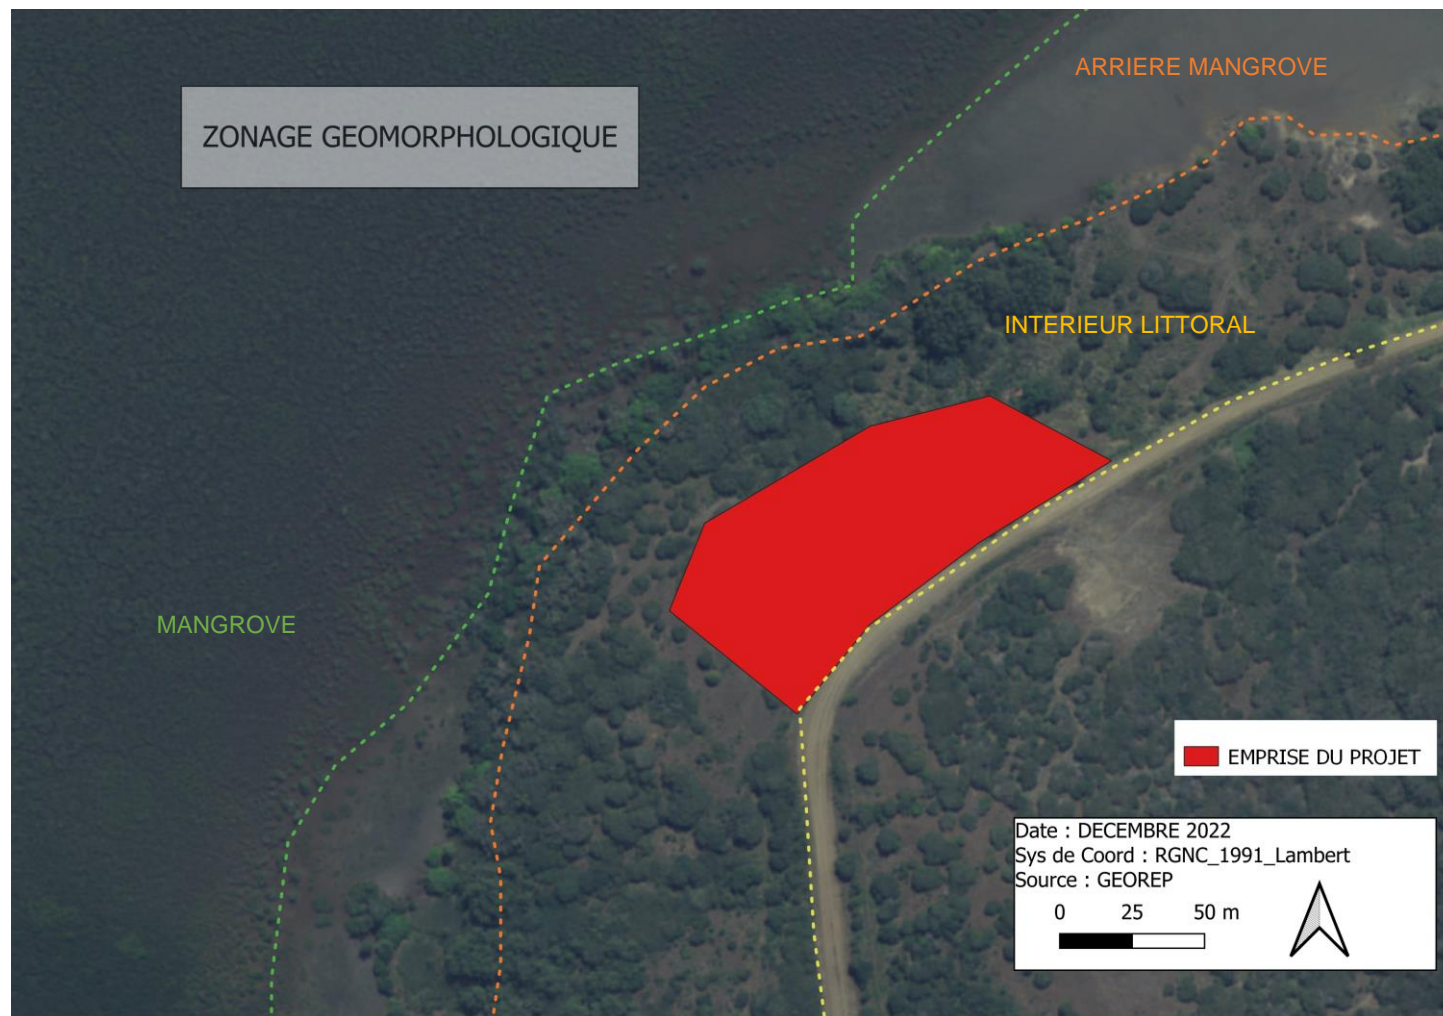 ARRIERE MANGROVE
ZONAGE GEOMORPHOLOGIQUE
INTERIEUR LITTORAL
MANGROVE
EMPRISE DU PROJET
Date : DECEMBRE 2022
Sys de Coord : RGNC_1991_Lambert
Source : GEOREP
0 25 50 m